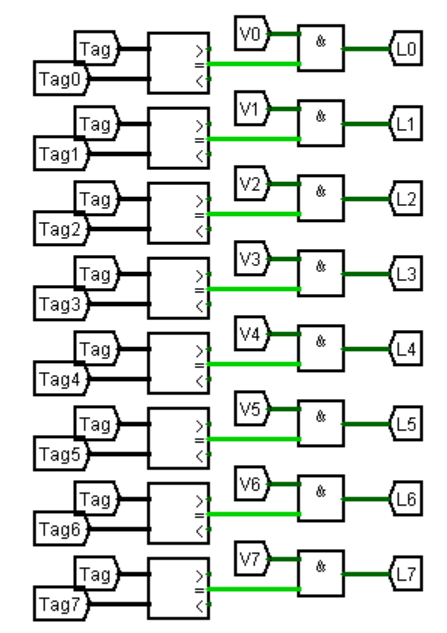 V0 & L0
Tag > = <
Tag0
V1 & L1
Tag > = <
Tag1
V2 & L2
Tag > = <
Tag2
V3 & L3
Tag > = <
Tag3
V4 & L4
Tag > = <
Tag4
V5 & L5
Tag > = <
Tag5
V6 & L6
Tag > = <
Tag6
V7 & L7
Tag > = <
Tag7